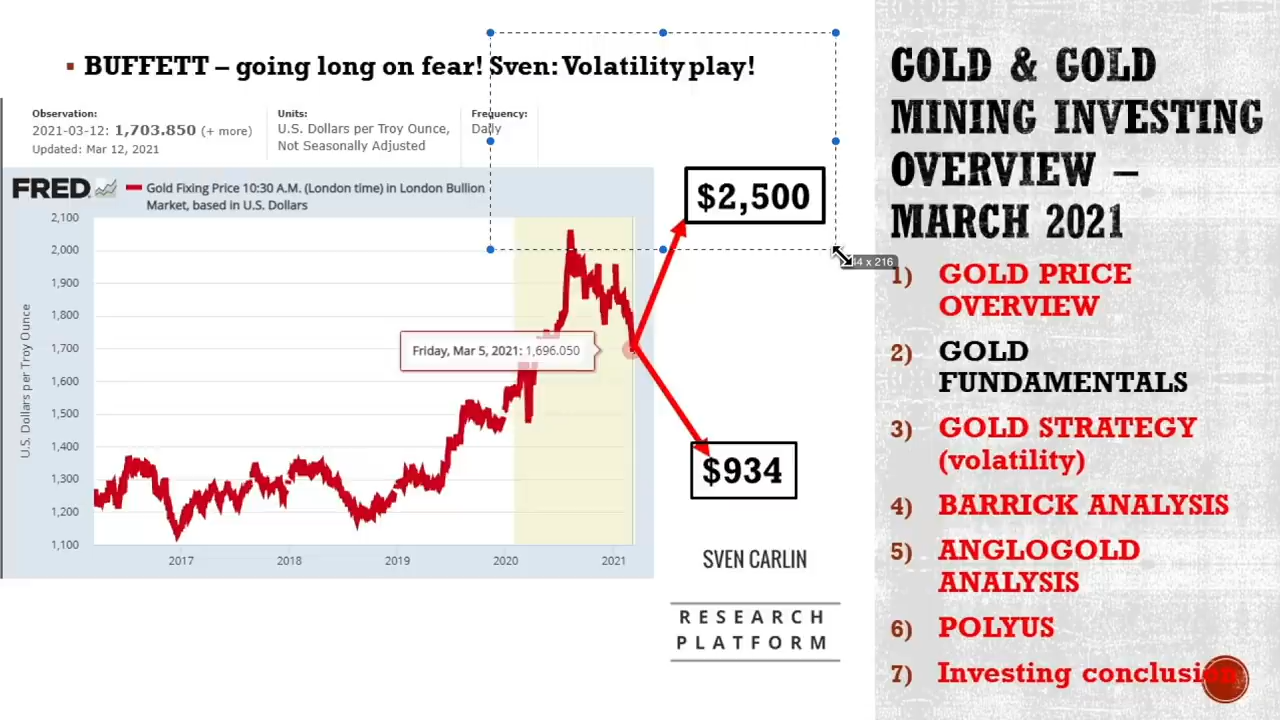 BUFFETT – going long on fear! Sven: Volatility play!
Observation:
2021-03-12: 1,703.850 (+ more)
Updated: Mar 12, 2021
Units:
U.S. Dollars per Troy Ounce,
Not Seasonally Adjusted
Frequency:
Daily
FRED
Gold Fixing Price 10:30 A.M. (London time) in London Bullion
Market, based in U.S. Dollars
U.S. Dollars per Troy Ounce
2,100
2,000
1,900
1,800
1,700
1,600
1,500
1,400
1,300
1,200
1,100
2017
2018
2019
2020
2021
Friday, Mar 5, 2021: 1,696.050
$2,500
$934
SVEN CARLIN
RESEARCH
PLATFORM
x 216
GOLD & GOLD
MINING INVESTING
OVERVIEW –
MARCH 2021
1) GOLD PRICE
OVERVIEW
2) GOLD
FUNDAMENTALS
3) GOLD STRATEGY
(volatility)
4) BARRICK ANALYSIS
5) ANGLOGOLD
ANALYSIS
6) POLYUS
7) Investing conclusion